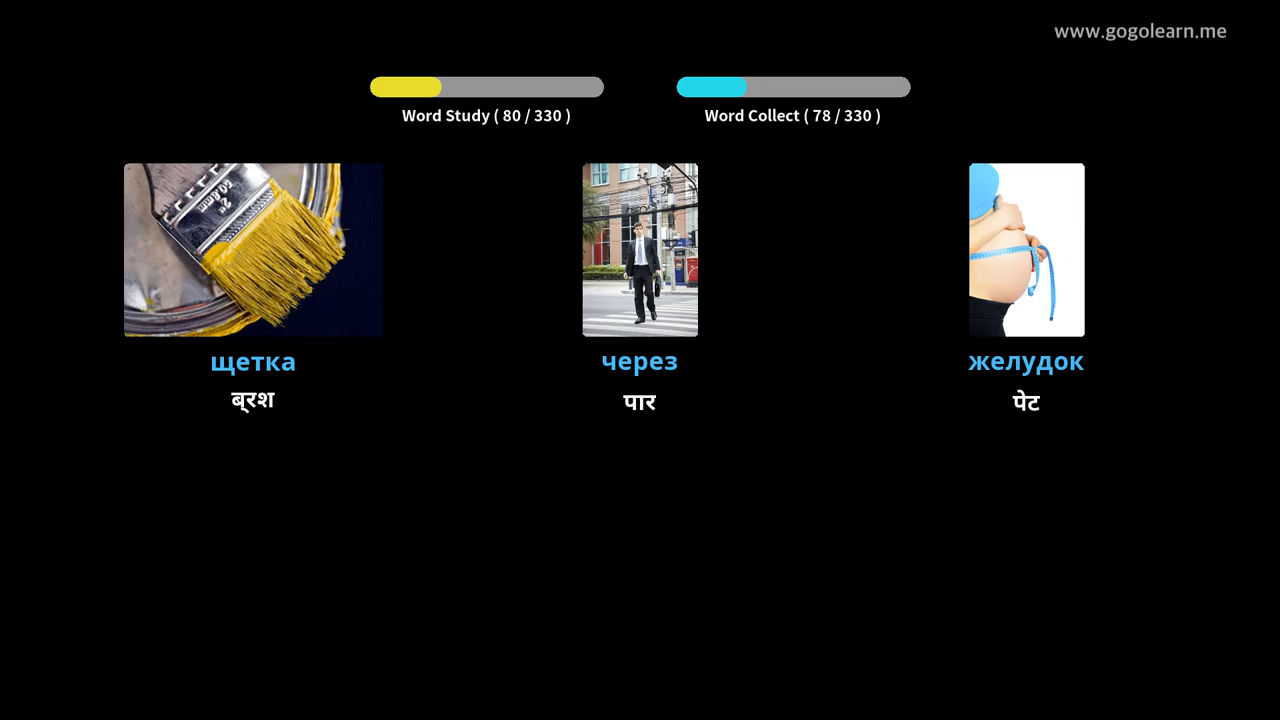 www.gogolearn.me
Word Study ( 80 / 330 )
Word Collect ( 78 / 330 )
щетка
через
желудок
ब्रश
पार
पेट